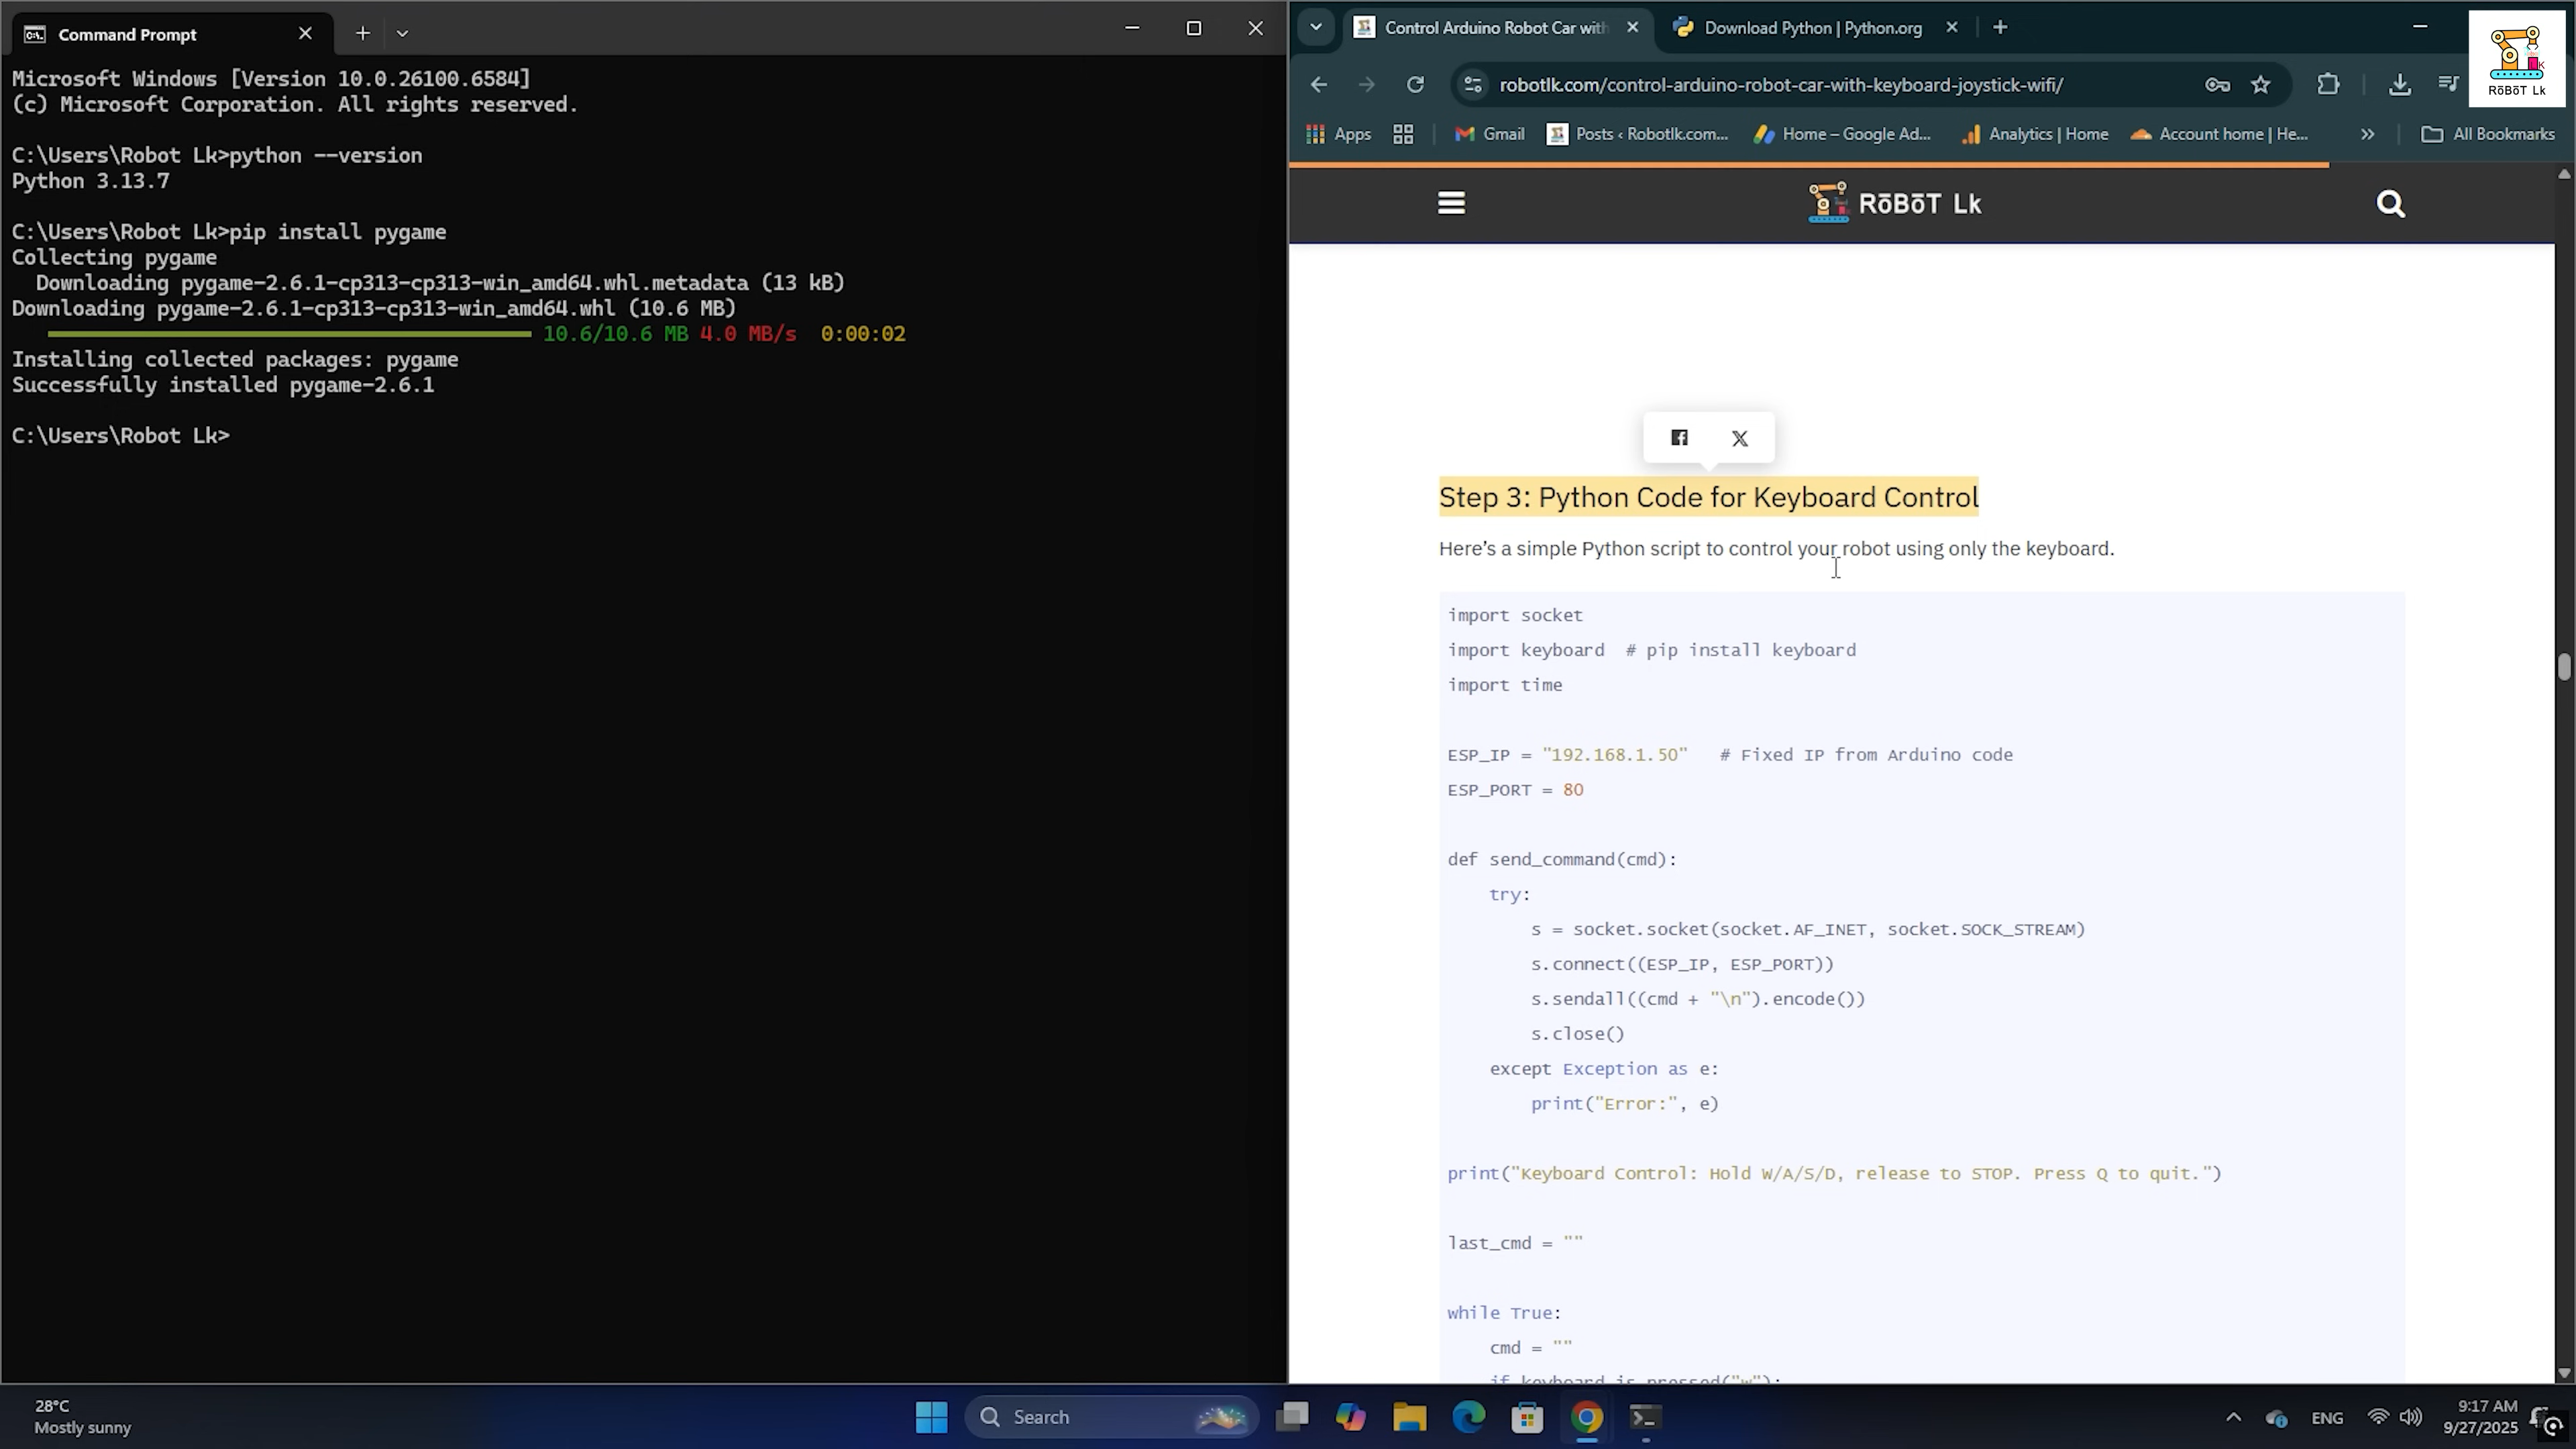 Command Prompt
Microsoft Windows [Version 10.0.26100.6584]
(c) Microsoft Corporation. All rights reserved.
C:\Users\Robot Lk>python --version
Python 3.13.7
C:\Users\Robot Lk>pip install pygame
Collecting pygame
  Downloading pygame-2.6.1-cp313-cp313-win_amd64.whl.metadata (13 kB)
Downloading pygame-2.6.1-cp313-cp313-win_amd64.whl (10.6 MB)
10.6/10.6 MB 4.0 MB/s  0:00:02
Installing collected packages: pygame
Successfully installed pygame-2.6.1
C:\Users\Robot Lk>
Control Arduino Robot Car with
Download Python | Python.org
robotlk.com/control-arduino-robot-car-with-keyboard-joystick-wifi/
RōBōT Lk
Apps
Gmail
Posts ‹ Robotlk.com...
Home – Google Ad...
Analytics | Home
Account home | He...
All Bookmarks
RōBōT Lk
Step 3: Python Code for Keyboard Control
Here's a simple Python script to control your robot using only the keyboard.
import socket
import keyboard  # pip install keyboard
import time
ESP_IP = "192.168.1.50"   # Fixed IP from Arduino code
ESP_PORT = 80
def send_command(cmd):
    try:
        s = socket.socket(socket.AF_INET, socket.SOCK_STREAM)
        s.connect((ESP_IP, ESP_PORT))
        s.sendall((cmd + "\n").encode())
        s.close()
    except Exception as e:
        print("Error:", e)
print("Keyboard Control: Hold W/A/S/D, release to STOP. Press Q to quit.")
last_cmd = ""
while True:
    cmd = ""
    if keyboard.is_pressed("w"):
28°C
Mostly sunny
Search
ENG
9:17 AM
9/27/2025